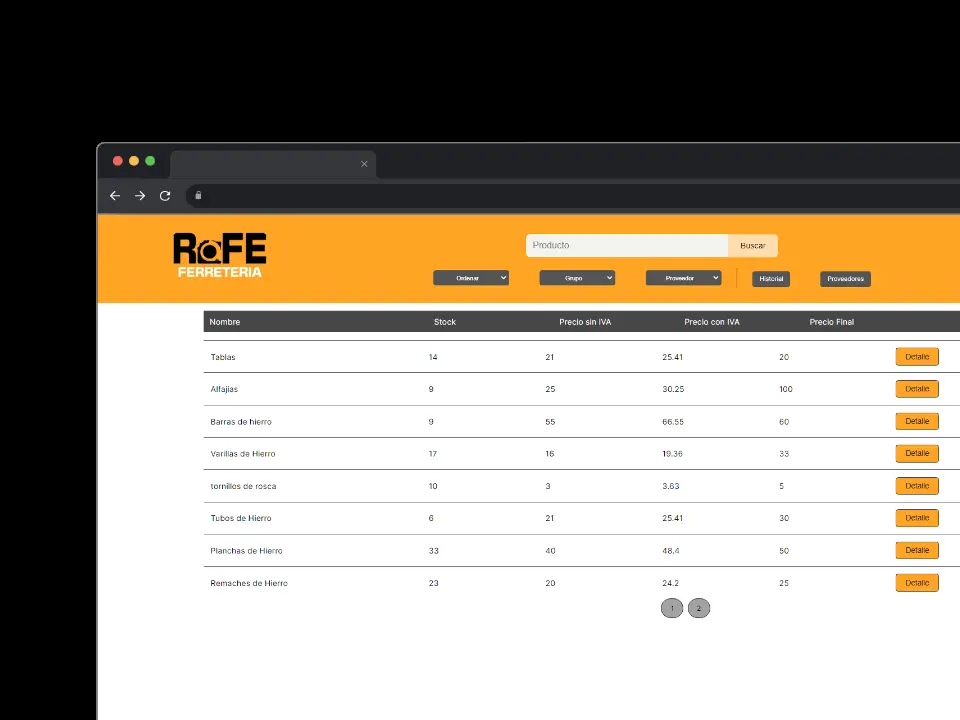 ×
RoFE
FERRETERIA
Producto Buscar
Ordenar Grupo Proveedor Historial Proveedores
Nombre Stock Precio sin IVA Precio con IVA Precio Final
Tablas 14 21 25.41 20 Detalle
Alfajias 9 25 30.25 100 Detalle
Barras de hierro 9 55 66.55 60 Detalle
Varillas de Hierro 17 16 19.36 33 Detalle
tornillos de rosca 10 3 3.63 5 Detalle
Tubos de Hierro 6 21 25.41 30 Detalle
Planchas de Hierro 33 40 48.4 50 Detalle
Remaches de Hierro 23 20 24.2 25 Detalle
1 2